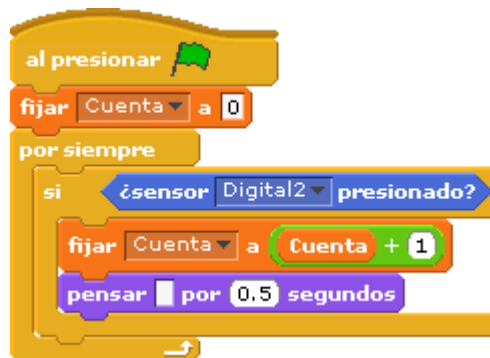 al presionar
fijar Cuenta a 0
por siempre
si ¿sensor Digital2 presionado?
fijar Cuenta a Cuenta + 1
pensar por 0.5 segundos